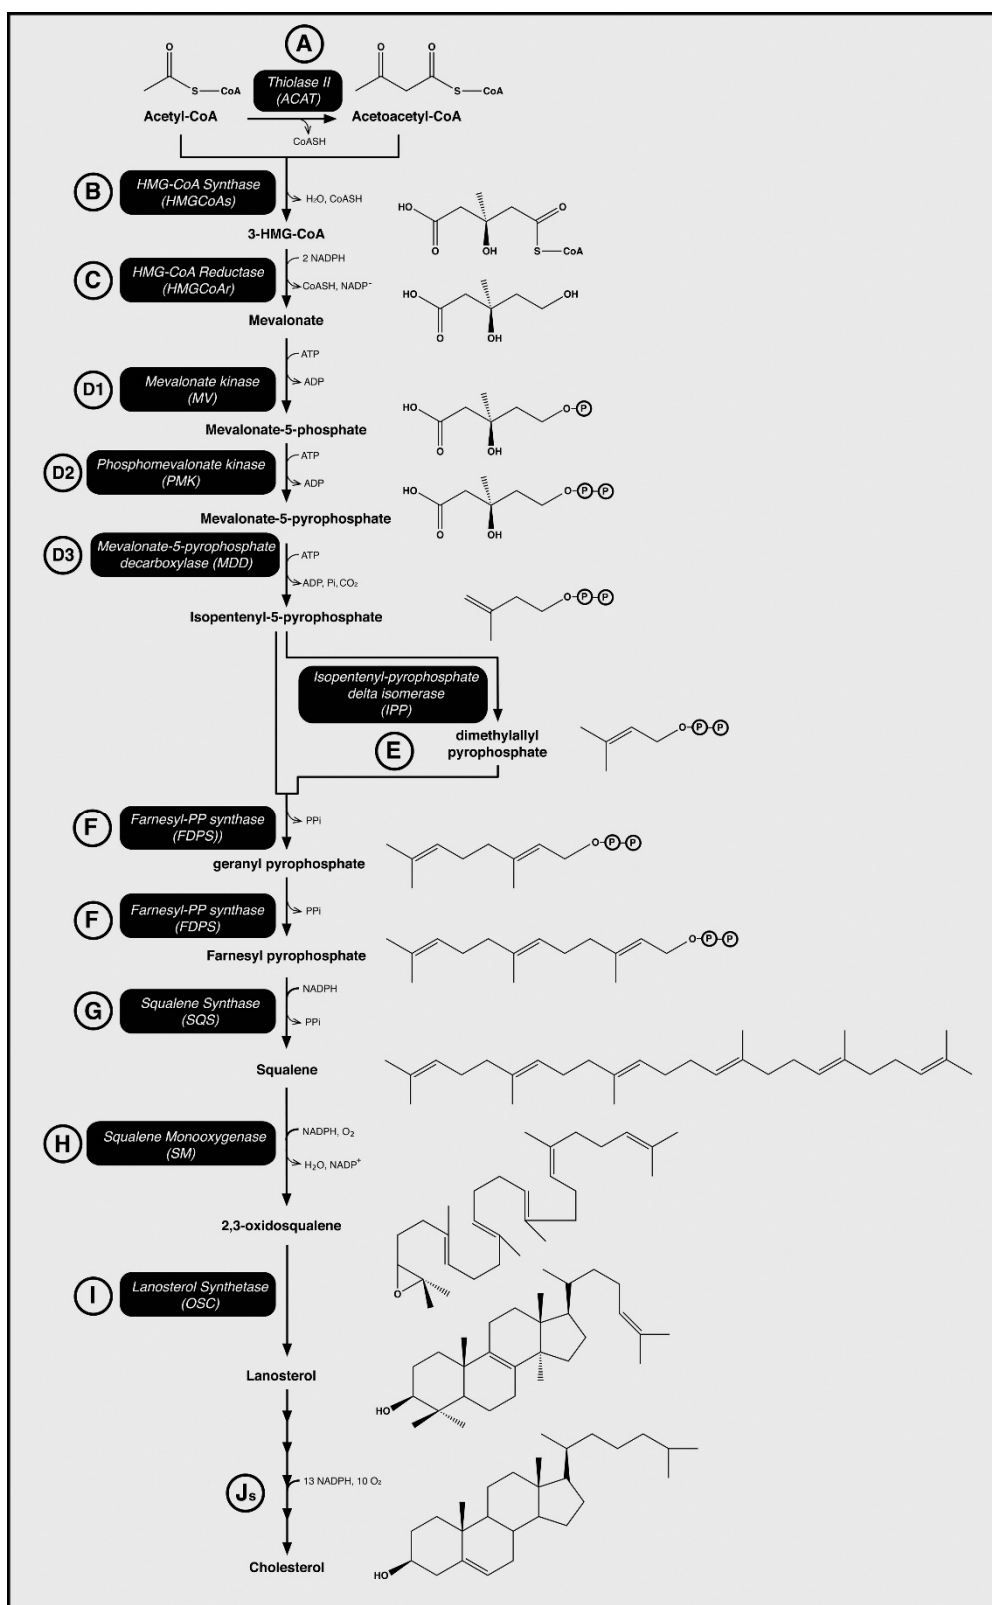 A
O
S—CoA
Acetyl-CoA
Thiolase II
(ACAT)
CoASH
O
O
S—CoA
Acetoacetyl-CoA
B
HMG-CoA Synthase
(HMGCoAs)
H₂O, CoASH
3-HMG-CoA
HO
O
OH
O
S—CoA
C
HMG-CoA Reductase
(HMGCoAr)
2 NADPH
CoASH, NADP⁻
Mevalonate
HO
O
OH
OH
D1
Mevalonate kinase
(MV)
ATP
ADP
Mevalonate-5-phosphate
HO
O
OH
O-P
D2
Phosphomevalonate kinase
(PMK)
ATP
ADP
Mevalonate-5-pyrophosphate
HO
O
OH
O-P-P
D3
Mevalonate-5-pyrophosphate
decarboxylase (MDD)
ATP
ADP, Pi, CO₂
Isopentenyl-5-pyrophosphate
O-P-P
Isopentenyl-pyrophosphate
delta isomerase
(IPP)
E
dimethylallyl
pyrophosphate
O-P-P
F
Farnesyl-PP synthase
(FDPS))
PPi
geranyl pyrophosphate
O-P-P
F
Farnesyl-PP synthase
(FDPS)
PPi
Farnesyl pyrophosphate
O-P-P
G
Squalene Synthase
(SQS)
NADPH
PPi
Squalene
H
Squalene Monooxygenase
(SM)
NADPH, O₂
H₂O, NADP⁺
2,3-oxidosqualene
O
I
Lanosterol Synthetase
(OSC)
Lanosterol
HO
Js
13 NADPH, 10 O₂
Cholesterol
HO